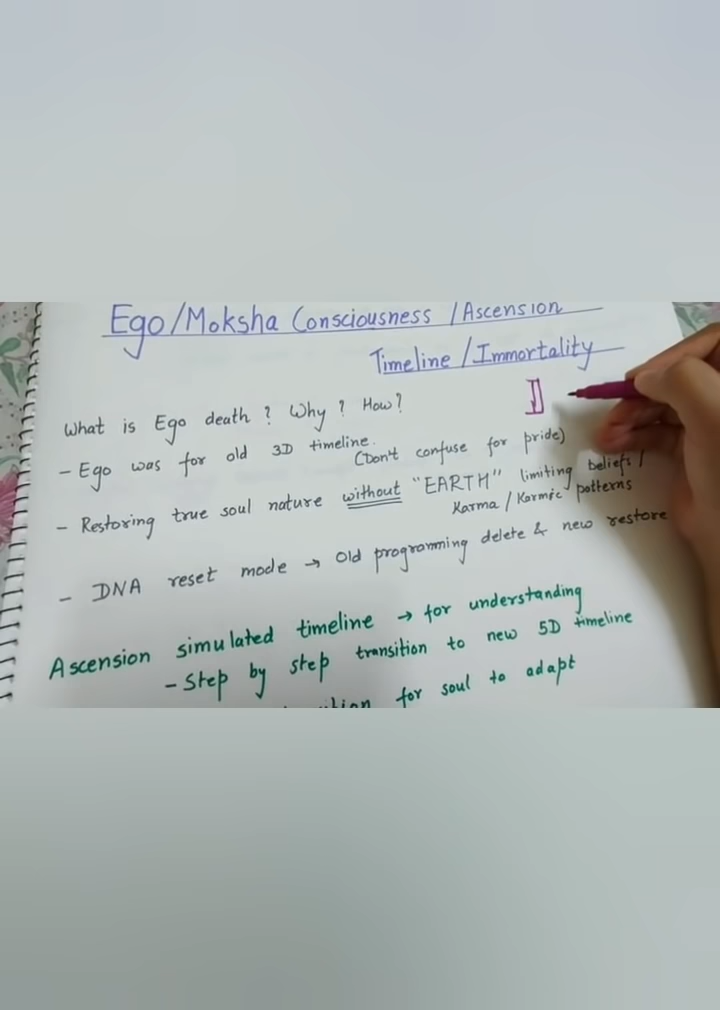 Ego/Moksha Consciousness /Ascension
Timeline /Immortality
What is Ego death? Why? How?
- Ego was for old 3D timeline.
(Don't confuse for pride)
- Restoring true soul nature without "EARTH" limiting beliefs/
Karma/Karmic patterns
- DNA reset mode → Old programming delete & new restore
Ascension simulated timeline → for understanding
- Step by step transition to new 5D timeline
for soul to adapt